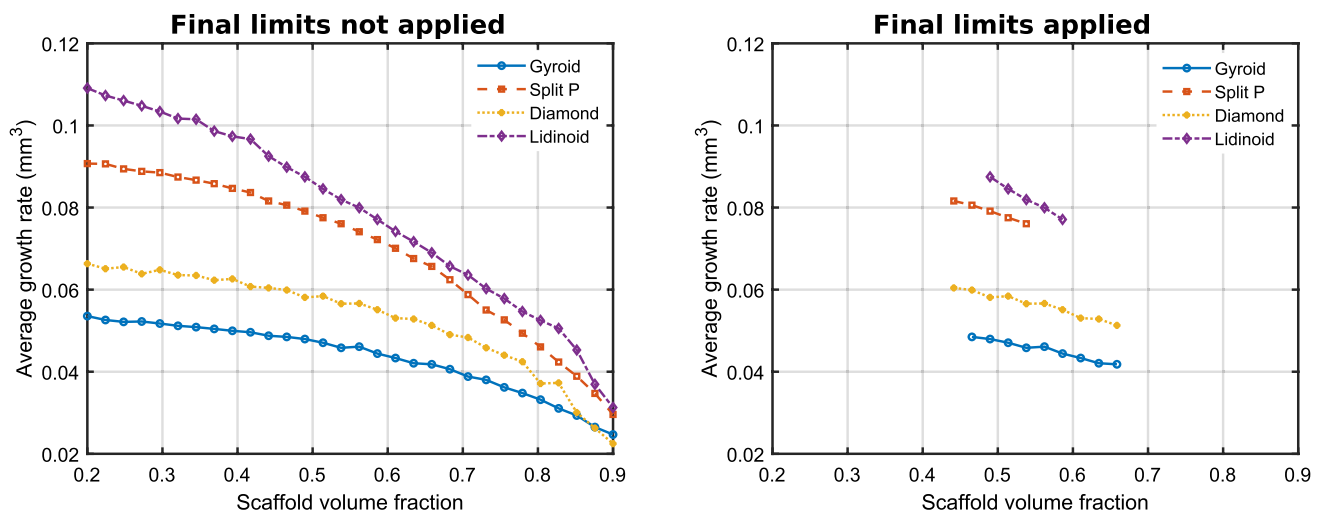 Final limits not applied
0.12
0.1
0.08
0.06
0.04
0.02
Average growth rate (mm³)
Gyroid
Split P
Diamond
Lidinoid
0.2 0.3 0.4 0.5 0.6 0.7 0.8 0.9
Scaffold volume fraction
Final limits applied
0.12
0.1
0.08
0.06
0.04
0.02
Average growth rate (mm³)
Gyroid
Split P
Diamond
Lidinoid
0.2 0.3 0.4 0.5 0.6 0.7 0.8 0.9
Scaffold volume fraction